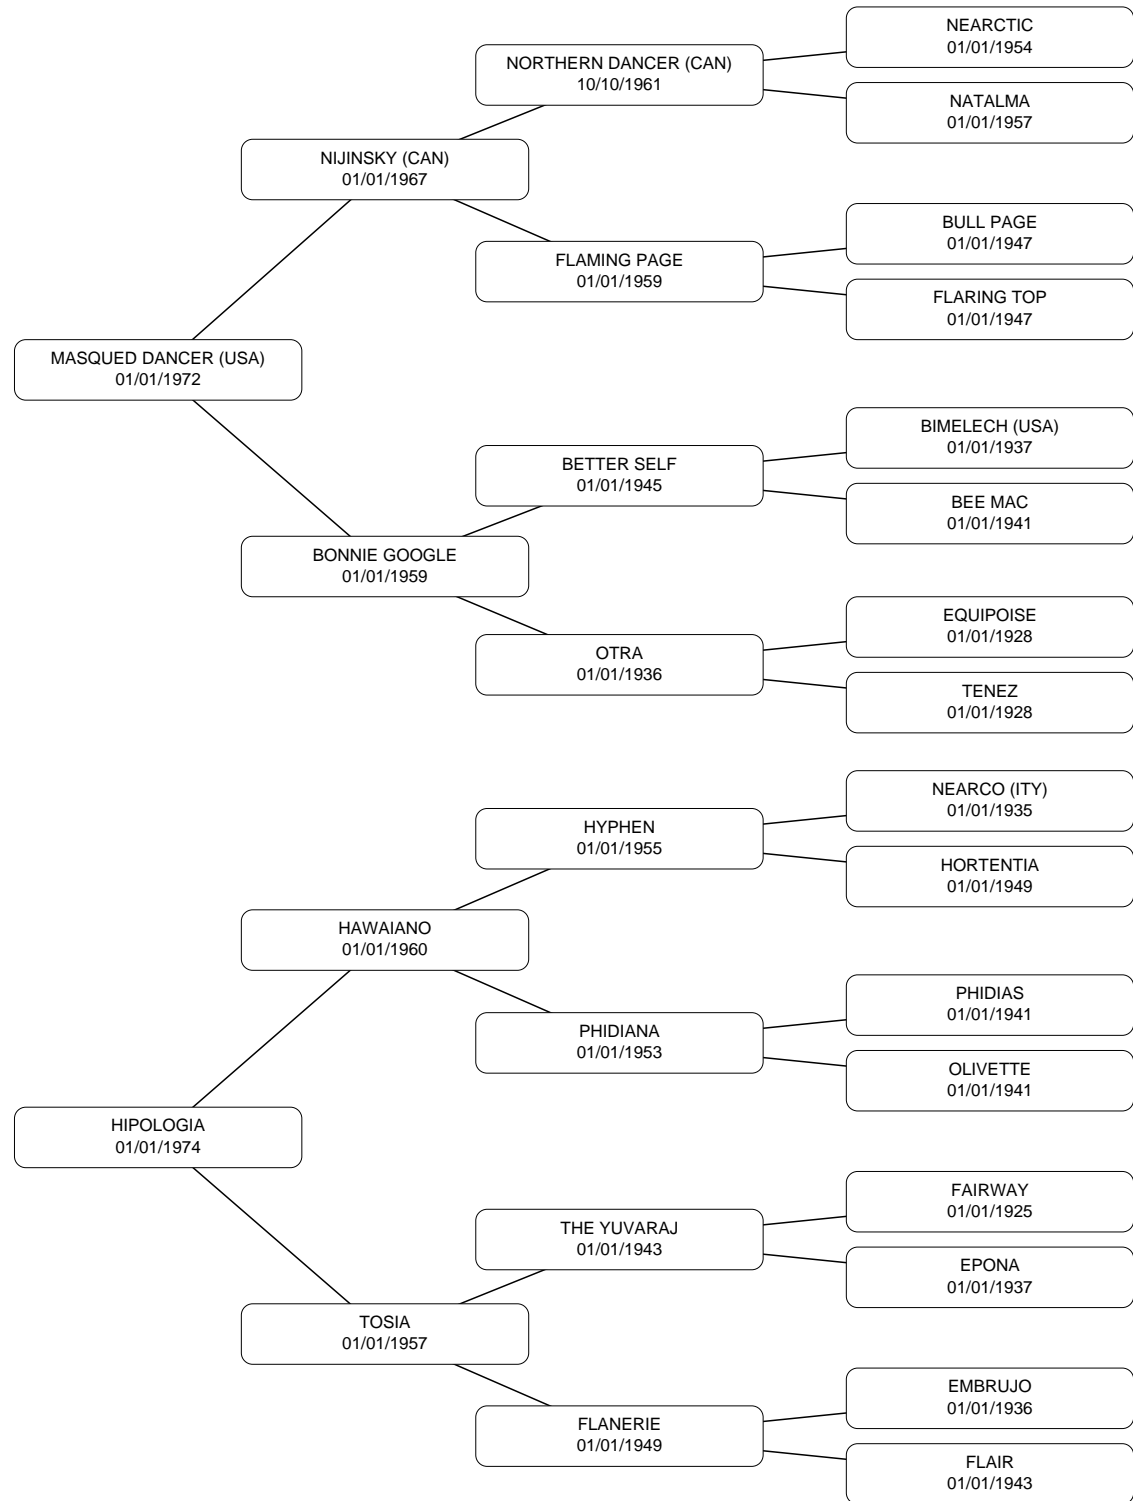 NEARCTIC
01/01/1954
NORTHERN DANCER (CAN)
10/10/1961
NATALMA
01/01/1957
NIJINSKY (CAN)
01/01/1967
BULL PAGE
01/01/1947
FLAMING PAGE
01/01/1959
FLARING TOP
01/01/1947
MASQUED DANCER (USA)
01/01/1972
BIMELECH (USA)
01/01/1937
BETTER SELF
01/01/1945
BEE MAC
01/01/1941
BONNIE GOOGLE
01/01/1959
EQUIPOISE
01/01/1928
OTRA
01/01/1936
TENEZ
01/01/1928
NEARCO (ITY)
01/01/1935
HYPHEN
01/01/1955
HORTENTIA
01/01/1949
HAWAIANO
01/01/1960
PHIDIAS
01/01/1941
PHIDIANA
01/01/1953
OLIVETTE
01/01/1941
HIPOLOGIA
01/01/1974
FAIRWAY
01/01/1925
THE YUVARAJ
01/01/1943
EPONA
01/01/1937
TOSIA
01/01/1957
EMBRUJO
01/01/1936
FLANERIE
01/01/1949
FLAIR
01/01/1943